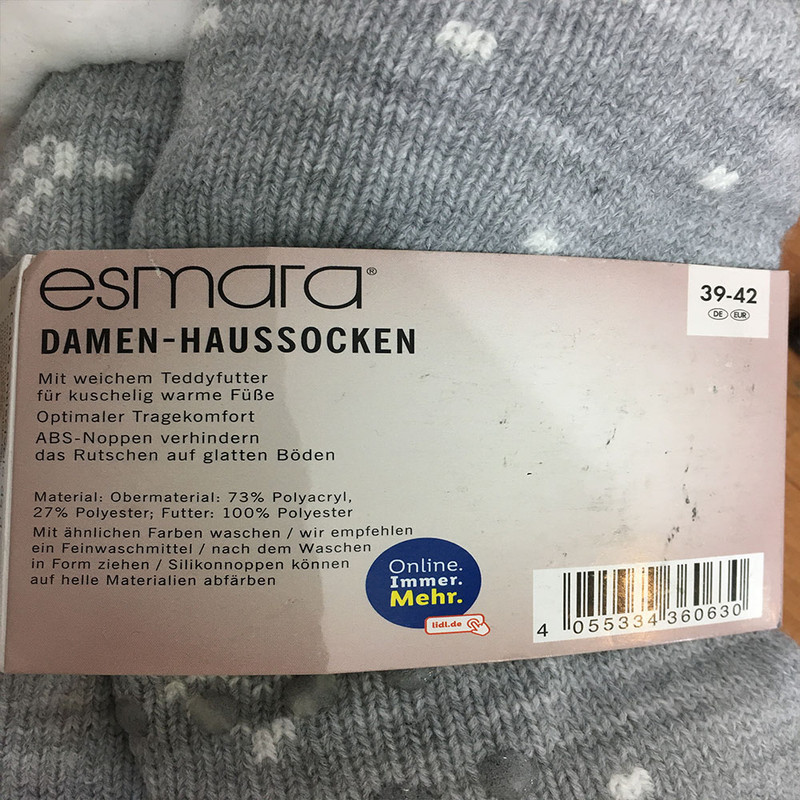 esmara®
DAMEN-HAUSSOCKEN
39-42
DE EUR
Mit weichem Teddyfutter
für kuschelig warme Füße
Optimaler Tragekomfort
ABS-Noppen verhindern
das Rutschen auf glatten Böden
Material: Obermaterial: 73% Polyacryl,
27% Polyester; Futter: 100% Polyester
Mit ähnlichen Farben waschen / wir empfehlen
ein Feinwaschmittel / nach dem Waschen
in Form ziehen / Silikonnoppen können
auf helle Materialien abfärben
Online.
Immer.
Mehr.
lidl.de
4 055334 360630